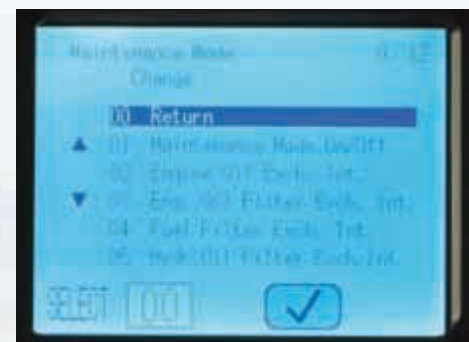 Maintenance Mode
Change
00 Return
01 Maintenance Mode On/Off
02 Engine Oil Exch. Int.
03 Eng. Oil Filter Exch. Int.
04 Fuel Filter Exch. Int.
05 Hydr. Oil Filter Exch. Int.
SELECT 00